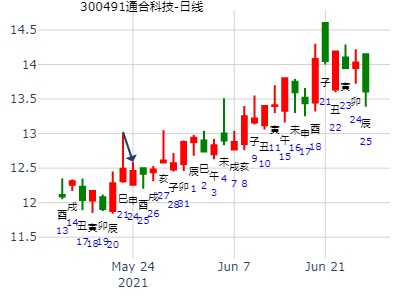 300491通合科技-日线
14.5
14
13.5
13
12.5
12
11.5
酉
13
戌
14
丑
17
寅
18
卯
19
辰
20
巳
21
申
24
酉
25
戌
26
亥
27
子
28
卯
31
辰
1
巳
2
午
3
未
4
戌
7
亥
8
子
9
丑
10
寅
11
午
15
未
16
申
17
酉
18
子
21
丑
22
寅
23
卯
24
辰
25
May 24
2021
Jun 7
Jun 21